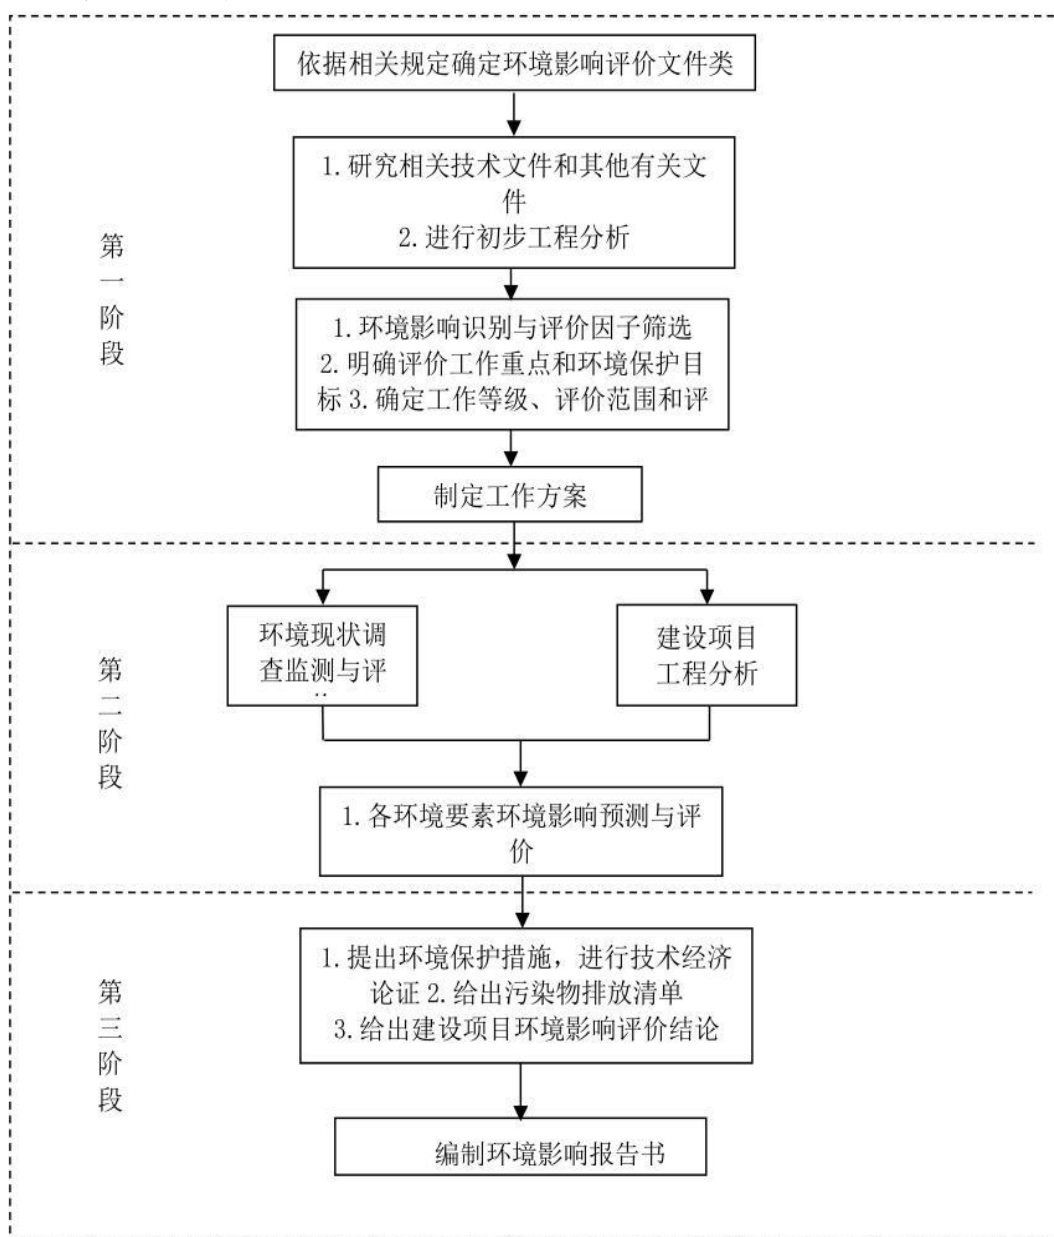 依据相关规定确定环境影响评价文件类
1.研究相关技术文件和其他有关文
件
2.进行初步工程分析
第一阶段
1.环境影响识别与评价因子筛选
2.明确评价工作重点和环境保护目
标 3.确定工作等级、评价范围和评
制定工作方案
环境现状调
查监测与评
建设项目
工程分析
第二阶段
1.各环境要素环境影响预测与评
价
1.提出环境保护措施，进行技术经济
论证 2.给出污染物排放清单
3.给出建设项目环境影响评价结论
第三阶段
编制环境影响报告书